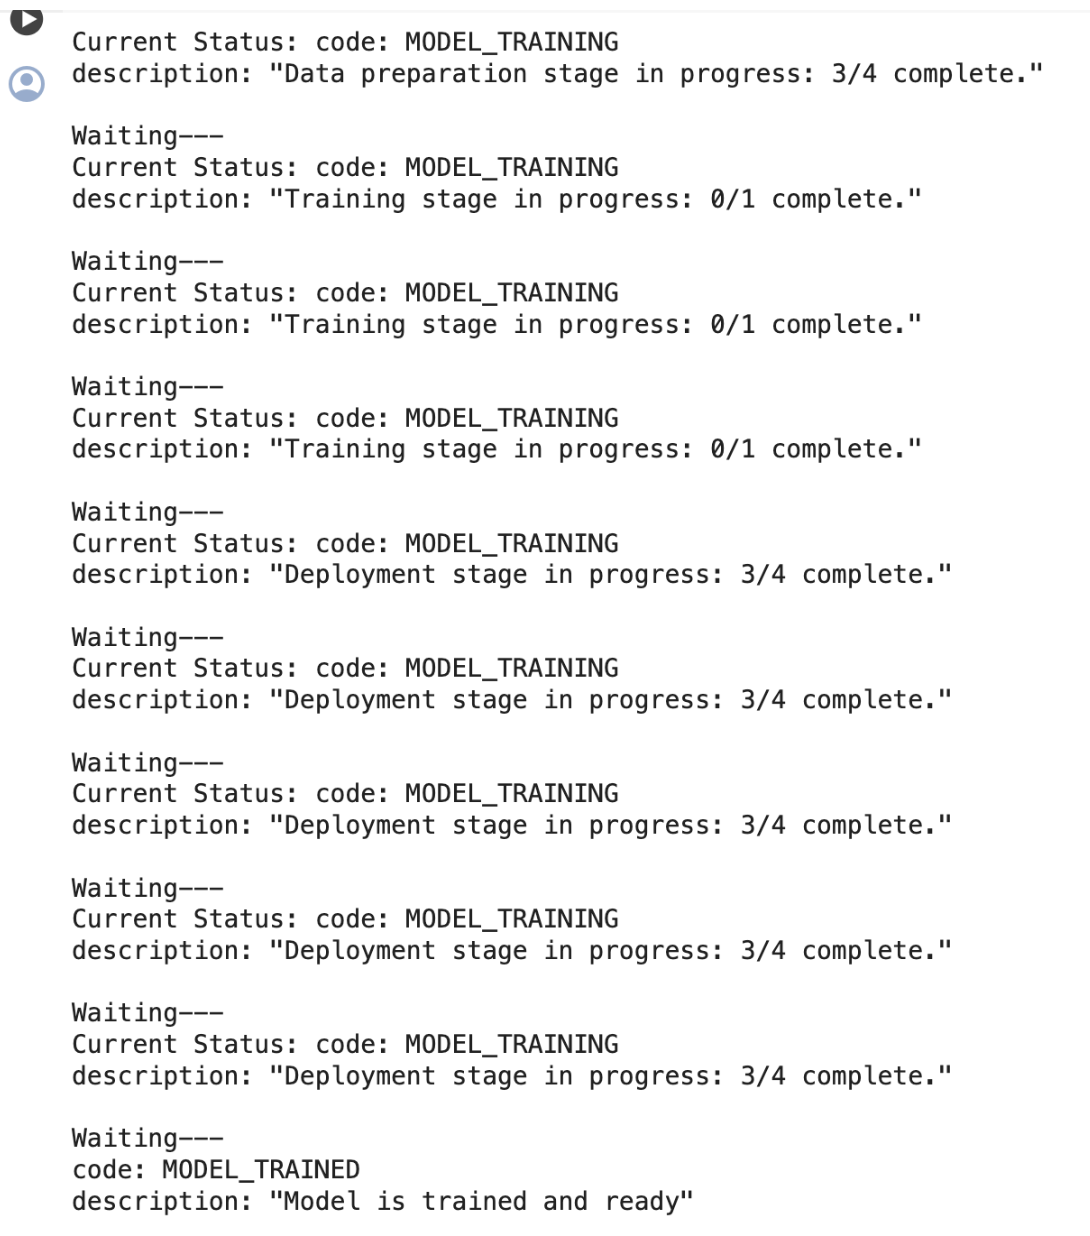 Current Status: code: MODEL_TRAINING
description: "Data preparation stage in progress: 3/4 complete."
Waiting---
Current Status: code: MODEL_TRAINING
description: "Training stage in progress: 0/1 complete."
Waiting---
Current Status: code: MODEL_TRAINING
description: "Training stage in progress: 0/1 complete."
Waiting---
Current Status: code: MODEL_TRAINING
description: "Training stage in progress: 0/1 complete."
Waiting---
Current Status: code: MODEL_TRAINING
description: "Deployment stage in progress: 3/4 complete."
Waiting---
Current Status: code: MODEL_TRAINING
description: "Deployment stage in progress: 3/4 complete."
Waiting---
Current Status: code: MODEL_TRAINING
description: "Deployment stage in progress: 3/4 complete."
Waiting---
Current Status: code: MODEL_TRAINING
description: "Deployment stage in progress: 3/4 complete."
Waiting---
Current Status: code: MODEL_TRAINING
description: "Deployment stage in progress: 3/4 complete."
Waiting---
code: MODEL_TRAINED
description: "Model is trained and ready"